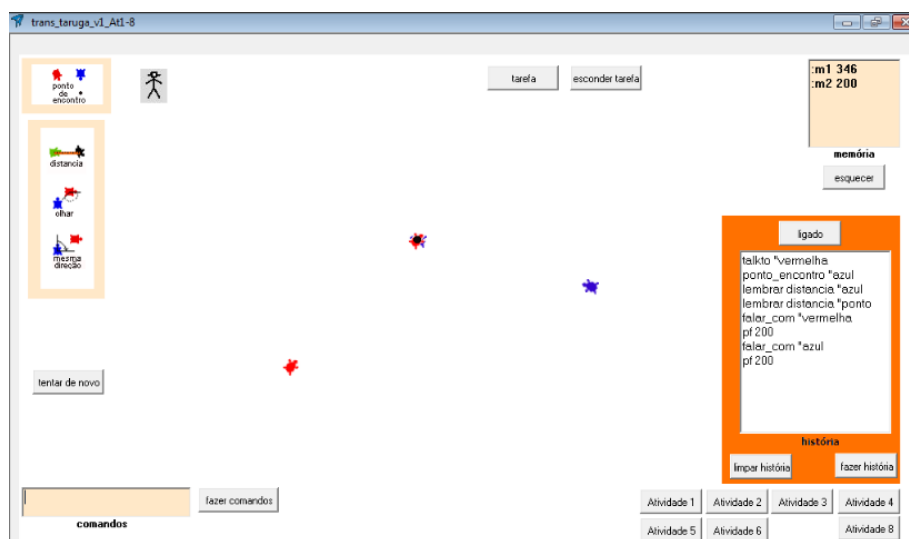 trans_taruga_v1_At1-8
ponto
de
encontro
tarefa
esconder tarefa
:m1 346
:m2 200
memória
esquecer
distancia
olhar
mesma
direção
ligado
talkto "vermelha
ponto_encontro "azul
lembrar distancia "azul
lembrar distancia "ponto
falar_com "vermelha
pf 200
falar_com "azul
pf 200
história
limpar história
fazer história
tentar de novo
fazer comandos
comandos
Atividade 1
Atividade 2
Atividade 3
Atividade 4
Atividade 5
Atividade 6
Atividade 8